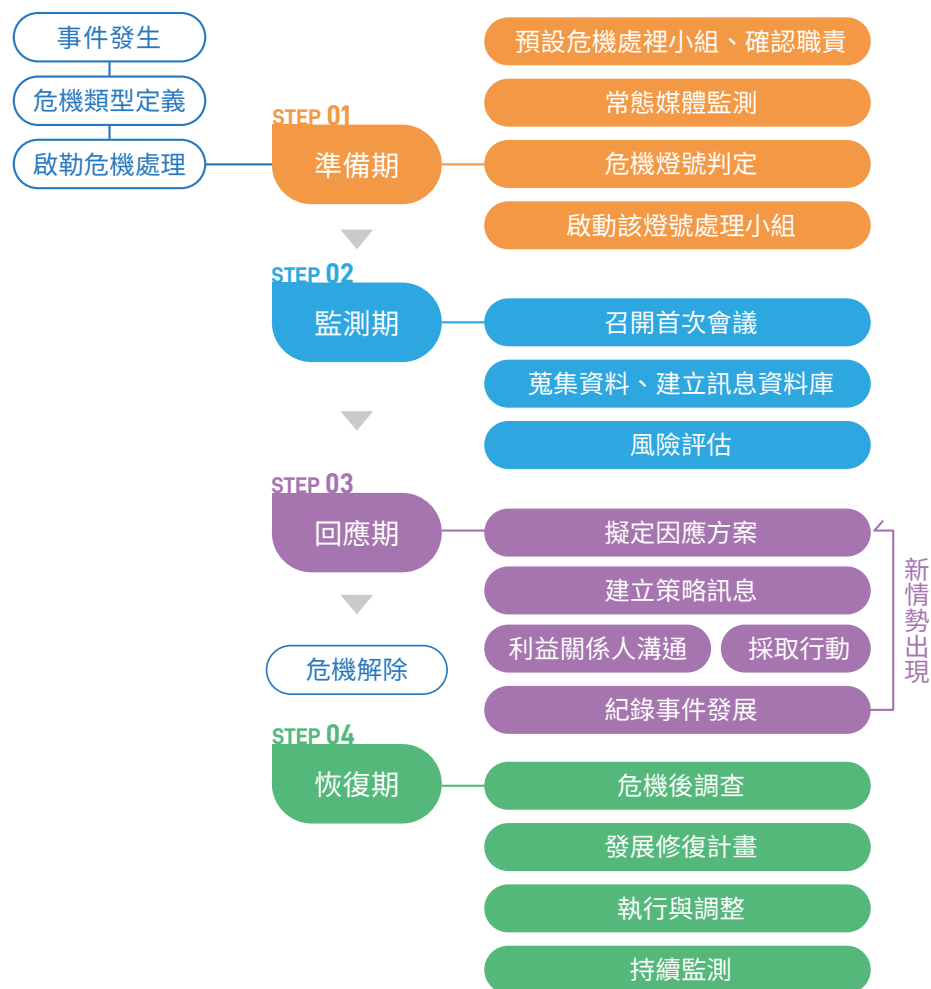 事件發生
危機類型定義
啟勒危機處理
STEP 01
準備期
預設危機處裡小組、確認職責
常態媒體監測
危機燈號判定
啟動該燈號處理小組
STEP 02
監測期
召開首次會議
蒐集資料、建立訊息資料庫
風險評估
STEP 03
回應期
擬定因應方案
建立策略訊息
利益關係人溝通
採取行動
紀錄事件發展
新情勢出現
危機解除
STEP 04
恢復期
危機後調查
發展修復計畫
執行與調整
持續監測